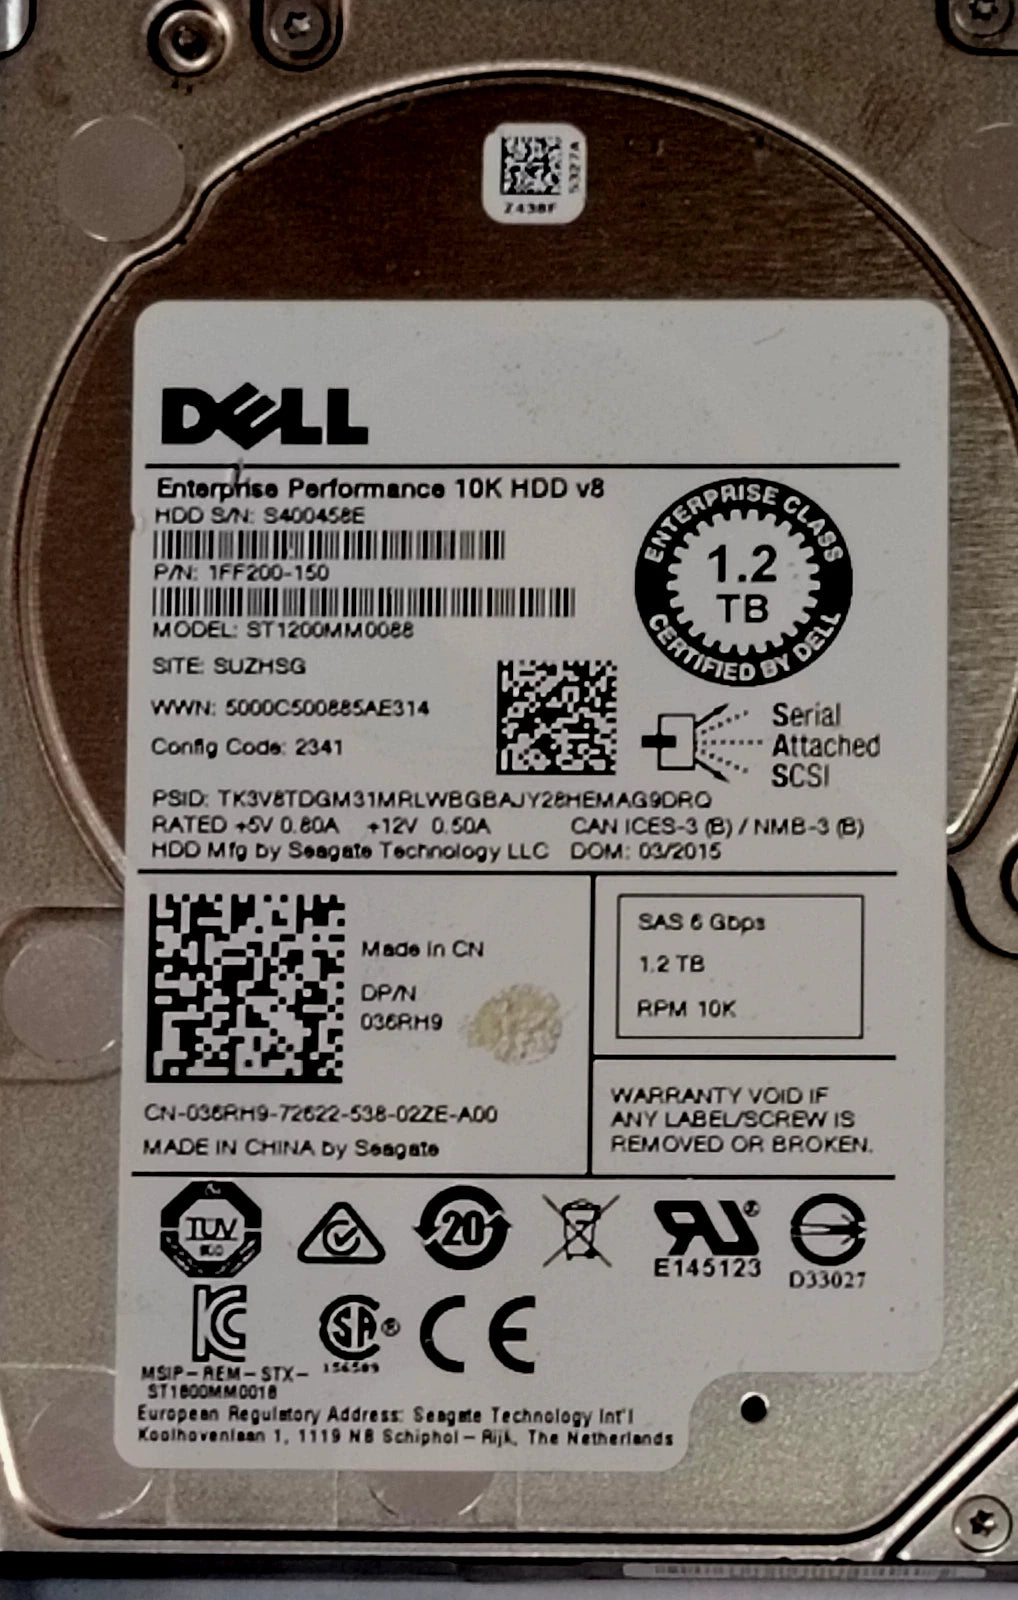 Z438F
5327A
DELL
Enterprise Performance 10K HDD v8
HDD S/N: S400458E
P/N: 1FF200-150
MODEL: ST1200MM0088
SITE: SUZHSG
WWN: 5000C500885AE314
Config Code: 2341
ENTERPRISE CLASS
1.2
TB
CERTIFIED BY DELL
Serial
Attached
SCSI
PSID: TK3V8TDGM31MRLWBGBAJY28HEMAG9DRQ
RATED +5V 0.80A +12V 0.50A CAN ICES-3 (B) / NMB-3 (B)
HDD Mfg by Seagate Technology LLC DOM: 03/2015
Made in CN
DP/N
036RH9
CN-036RH9-72622-538-02ZE-A00
MADE IN CHINA by Seagate
SAS 6 Gbps
1.2 TB
RPM 10K
WARRANTY VOID IF
ANY LABEL/SCREW IS
REMOVED OR BROKEN.
TUV
20
E145123
D33027
KC
SA ®
156589
CE
MSIP-REM-STX-
ST1800MM0018
European Regulatory Address: Seagate Technology Int'l
Koolhovenlaan 1, 1119 NB Schiphol - Rijk, The Netherlands